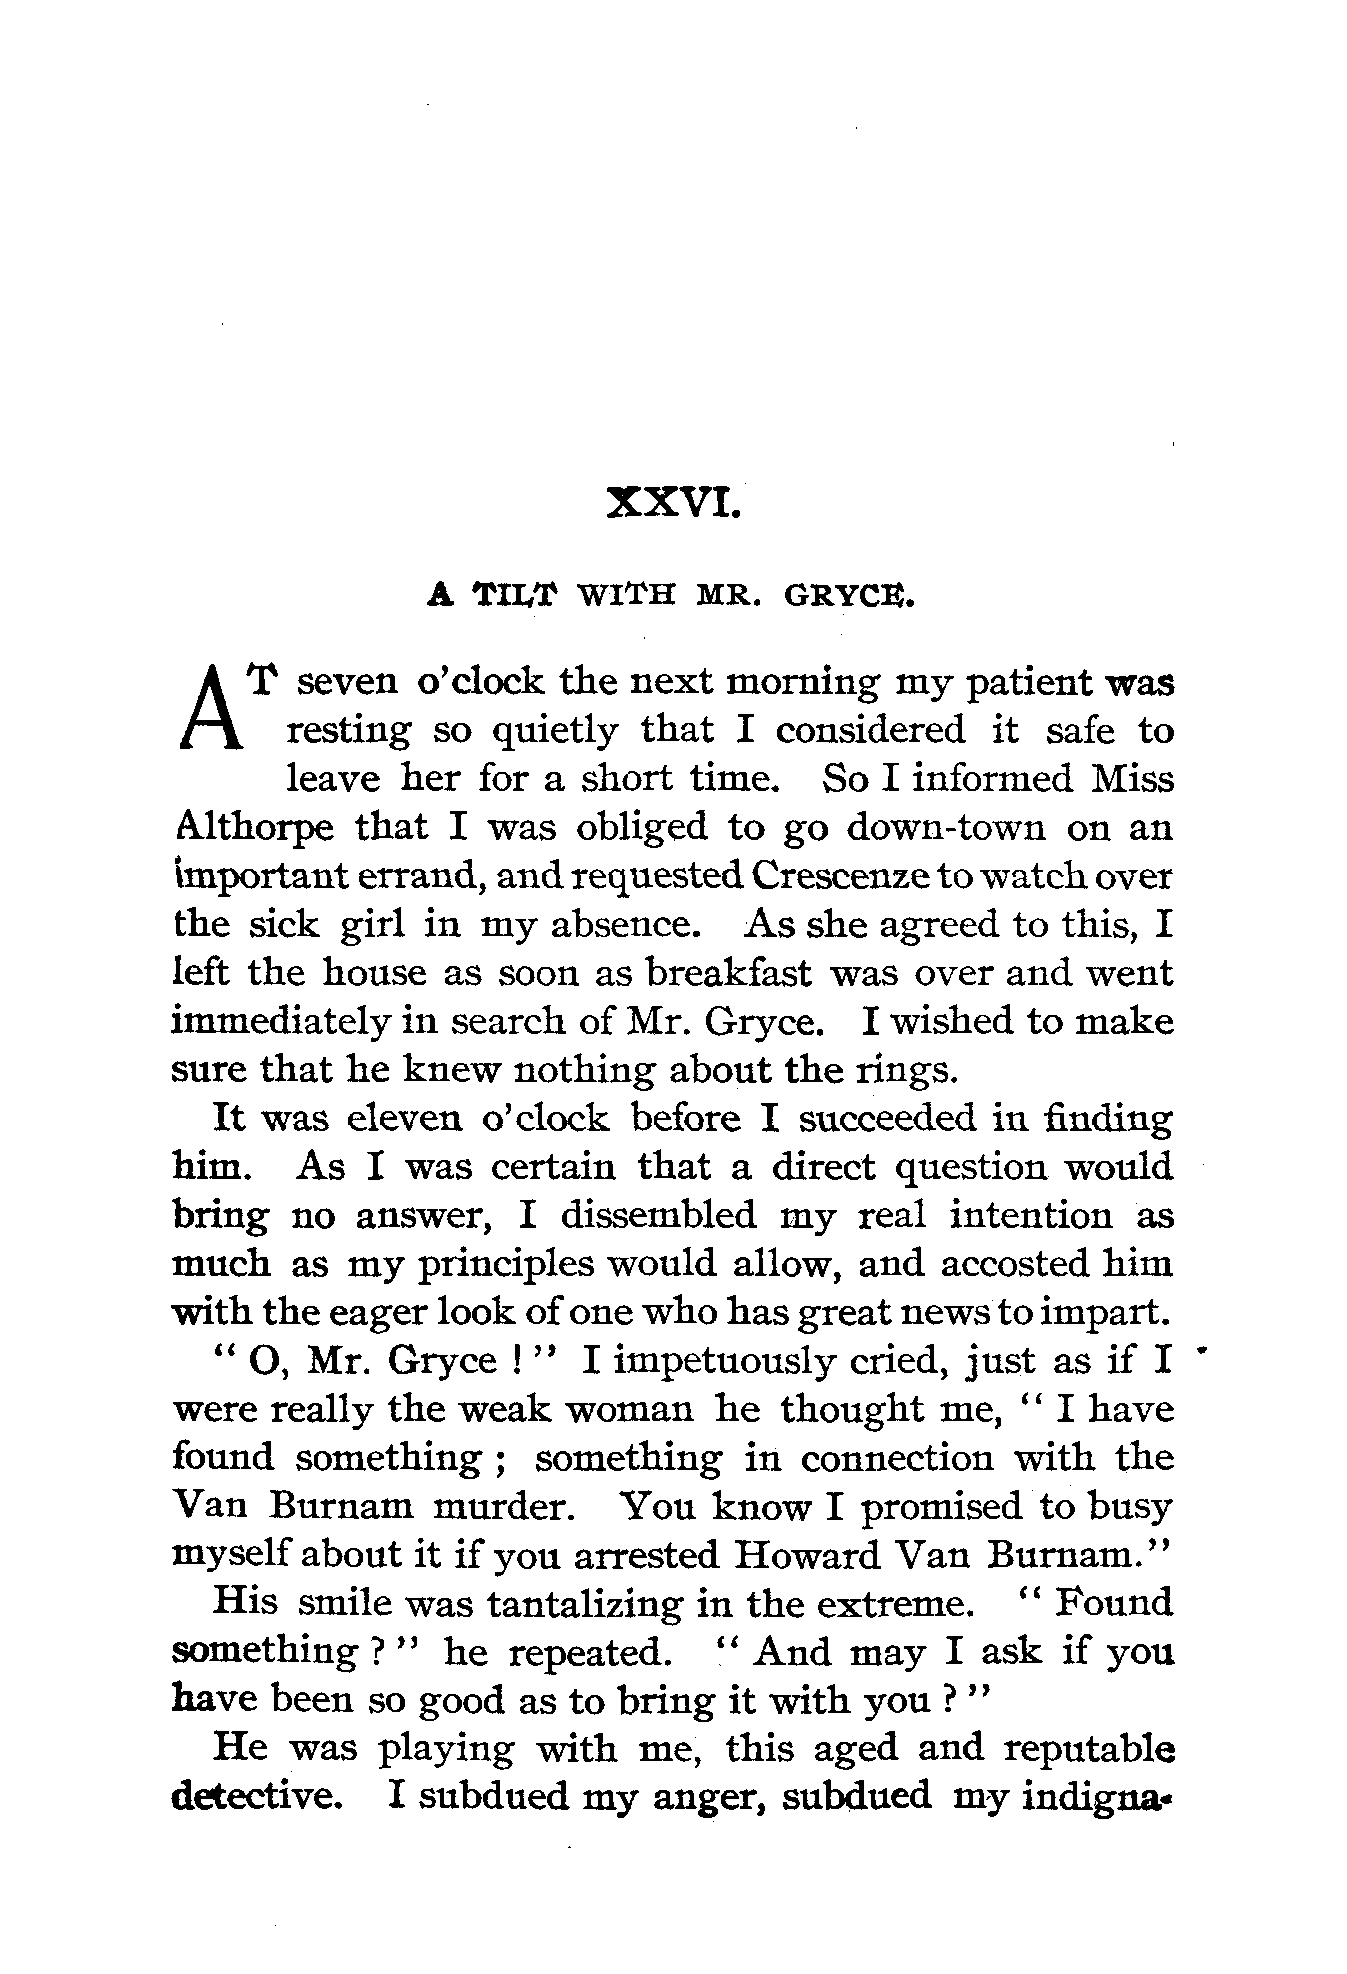 XXVI.
A TILT WITH MR. GRYCE.
AT seven o'clock the next morning my patient was
resting so quietly that I considered it safe to
leave her for a short time. So I informed Miss
Althorpe that I was obliged to go down-town on an
important errand, and requested Crescenze to watch over
the sick girl in my absence. As she agreed to this, I
left the house as soon as breakfast was over and went
immediately in search of Mr. Gryce. I wished to make
sure that he knew nothing about the rings.
It was eleven o'clock before I succeeded in finding
him. As I was certain that a direct question would
bring no answer, I dissembled my real intention as
much as my principles would allow, and accosted him
with the eager look of one who has great news to impart.
" O, Mr. Gryce ! " I impetuously cried, just as if I
were really the weak woman he thought me, " I have
found something ; something in connection with the
Van Burnam murder. You know I promised to busy
myself about it if you arrested Howard Van Burnam."
His smile was tantalizing in the extreme. " Found
something ? " he repeated. " And may I ask if you
have been so good as to bring it with you ? "
He was playing with me, this aged and reputable
detective. I subdued my anger, subdued my indigna-